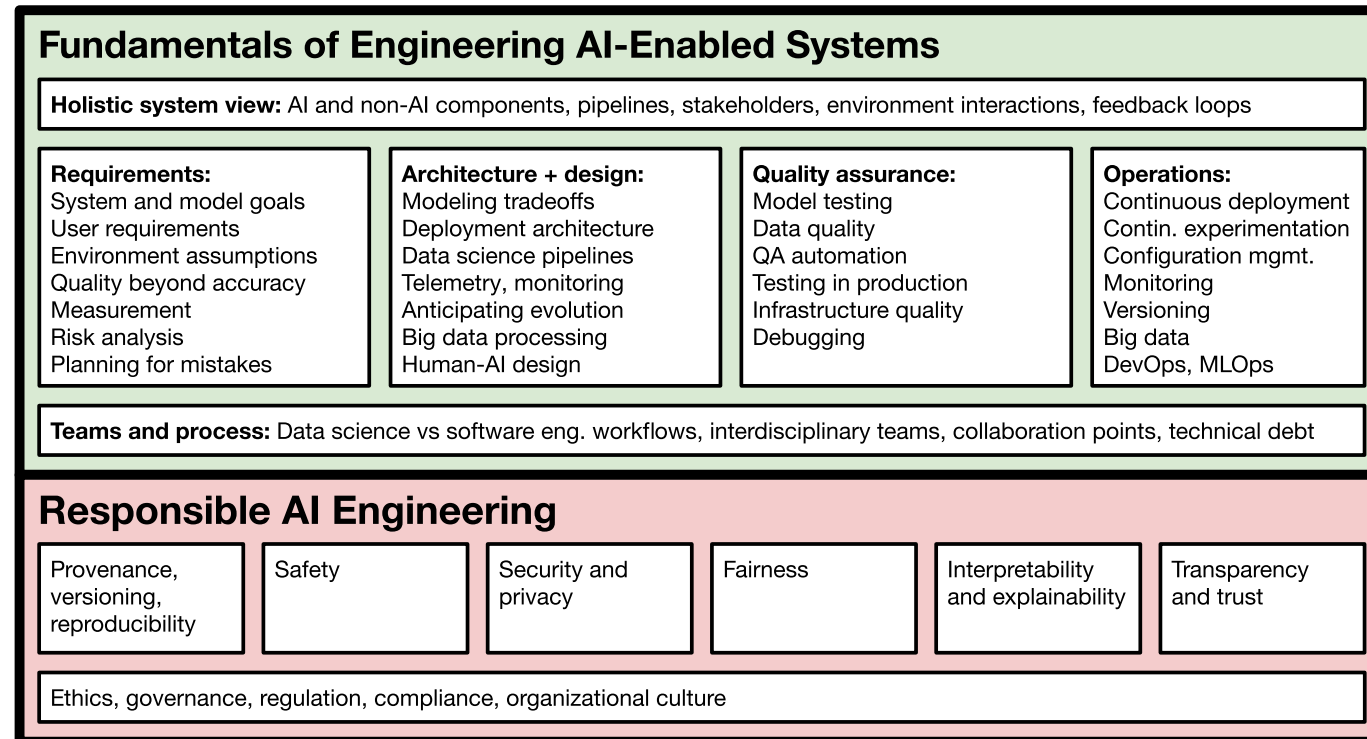 Fundamentals of Engineering AI-Enabled Systems
Holistic system view: AI and non-AI components, pipelines, stakeholders, environment interactions, feedback loops
Requirements:
System and model goals
User requirements
Environment assumptions
Quality beyond accuracy
Measurement
Risk analysis
Planning for mistakes
Architecture + design:
Modeling tradeoffs
Deployment architecture
Data science pipelines
Telemetry, monitoring
Anticipating evolution
Big data processing
Human-AI design
Quality assurance:
Model testing
Data quality
QA automation
Testing in production
Infrastructure quality
Debugging
Operations:
Continuous deployment
Contin. experimentation
Configuration mgmt.
Monitoring
Versioning
Big data
DevOps, MLOps
Teams and process: Data science vs software eng. workflows, interdisciplinary teams, collaboration points, technical debt
Responsible AI Engineering
Provenance,
versioning,
reproducibility
Safety
Security and
privacy
Fairness
Interpretability
and explainability
Transparency
and trust
Ethics, governance, regulation, compliance, organizational culture